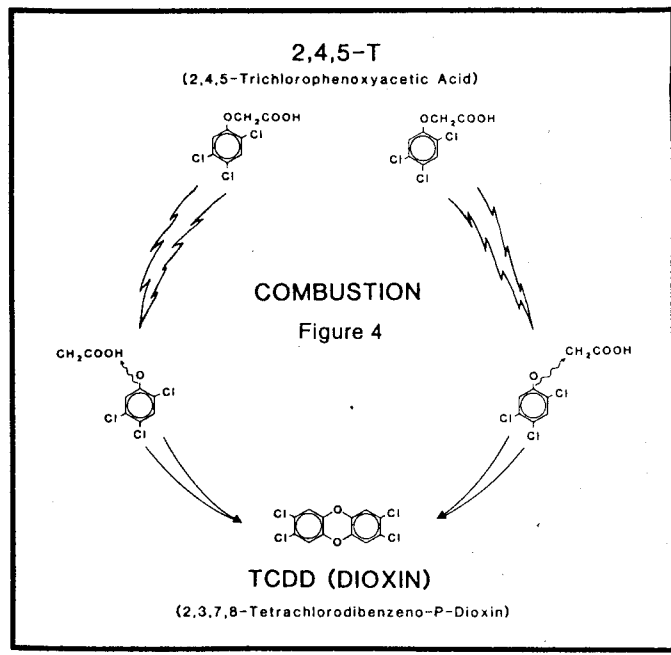 2,4,5-T
(2,4,5-Trichlorophenoxyacetic Acid)
OCH₂COOH
Cl
Cl
Cl
OCH₂COOH
Cl
Cl
Cl
COMBUSTION
Figure 4
CH₂COOH
O
Cl
Cl
Cl
CH₂COOH
O
Cl
Cl
Cl
Cl
O
Cl
Cl
O
Cl
TCDD (DIOXIN)
(2,3,7,8-Tetrachlorodibenzeno-P-Dioxin)